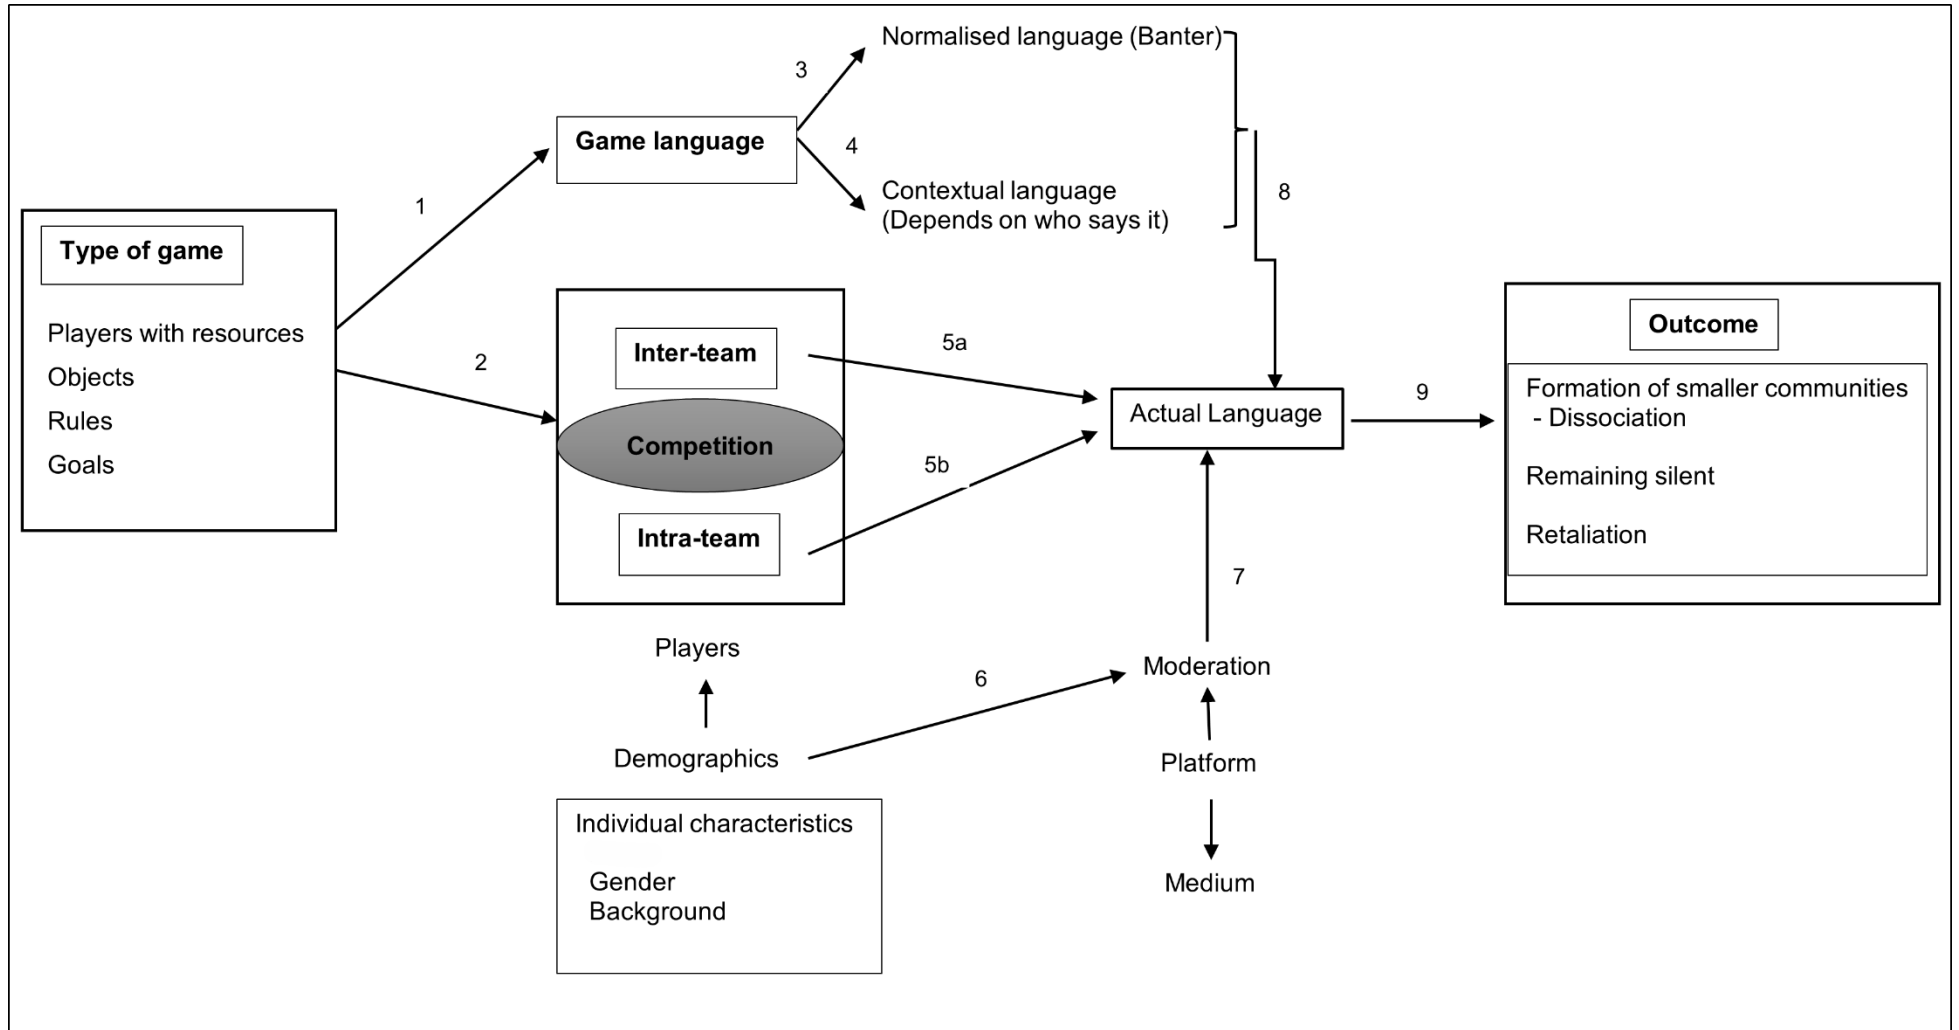 Normalised language (Banter)
3
Game language
4
Contextual language
(Depends on who says it)
8
1
Type of game
Players with resources
Objects
Rules
Goals
2
Inter-team
Competition
Intra-team
5a
5b
Actual Language
9
Outcome
Formation of smaller communities
- Dissociation
Remaining silent
Retaliation
7
Players
6
Moderation
Demographics
Platform
Individual characteristics
Gender
Background
Medium